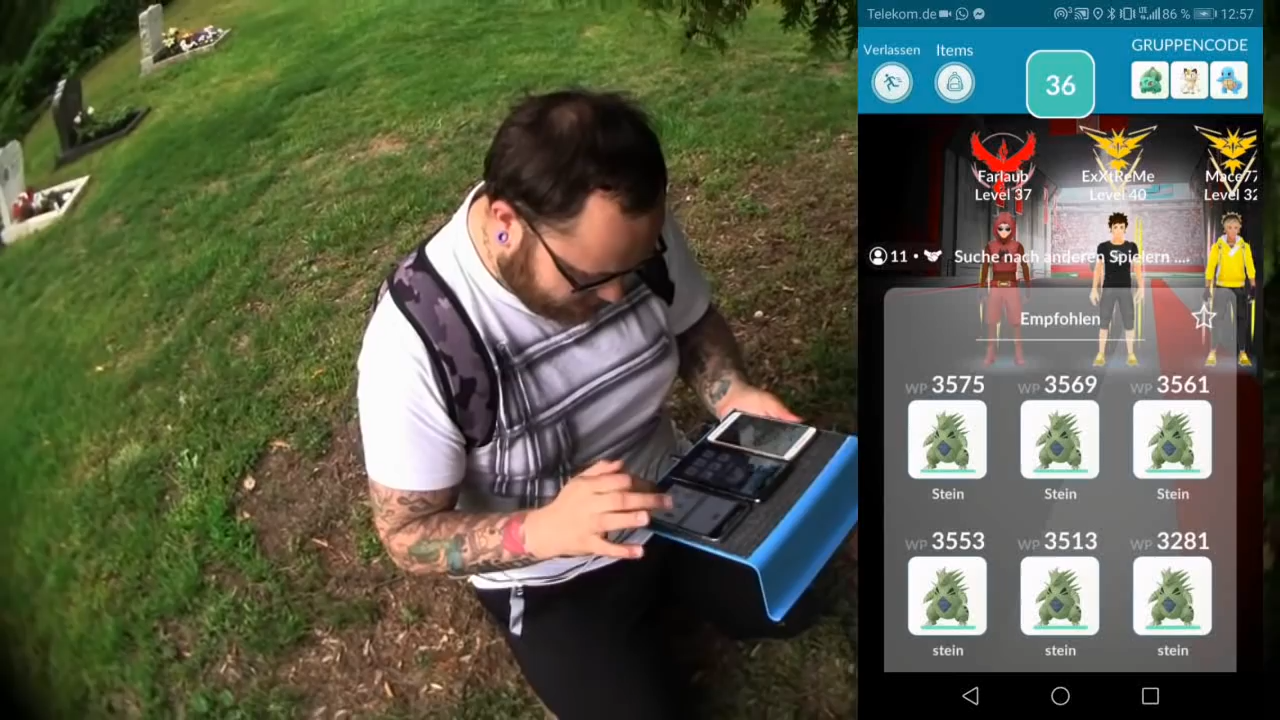 Telekom.de
86 %
12:57
Verlassen
Items
36
GRUPPENCODE
Farlaub
Level 37
ExXtReMe
Level 40
Mace77
Level 32
11 •
Suche nach anderen Spielern ....
Empfohlen
WP 3575
WP 3569
WP 3561
Stein
Stein
Stein
WP 3553
WP 3513
WP 3281
stein
stein
stein